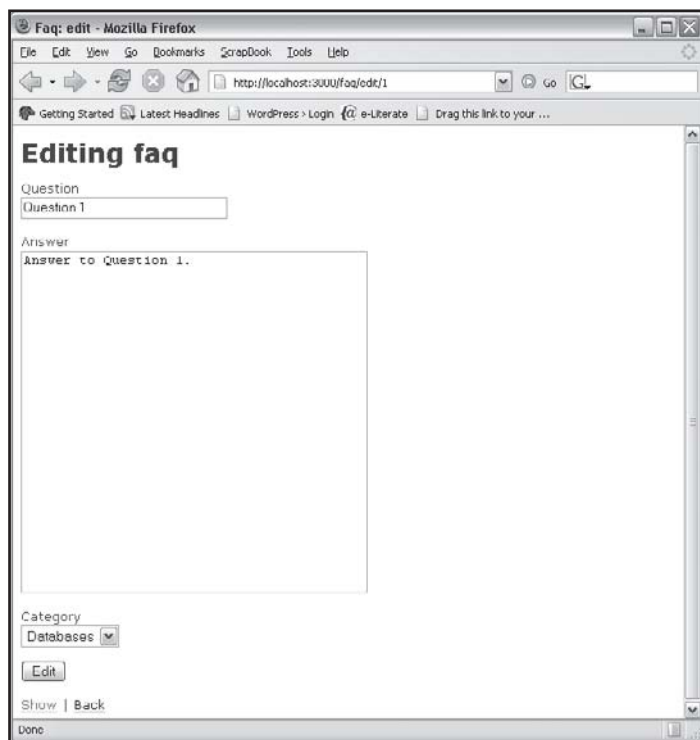 Faq: edit - Mozilla Firefox
File Edit View Go Bookmarks ScrapBook Tools Help
http://localhost:3000/faq/edit/1 Go G
Getting Started Latest Headlines WordPress › Login {@ e-Literate Drag this link to your ...
Editing faq
Question
Question 1
Answer
Answer to Question 1.
Category
Databases
Edit
Show | Back
Done